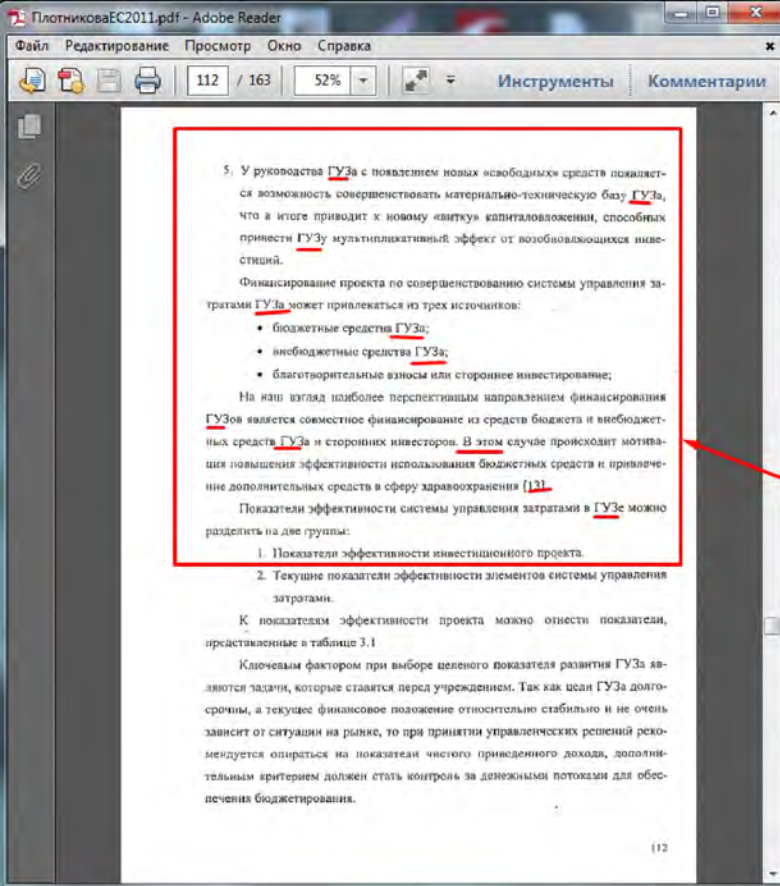 ПлотниковаЕС2011.pdf - Adobe Reader
Файл Редактирование Просмотр Окно Справка
112 / 163 52% Инструменты Комментарии
5. У руководства ГУЗа с появлением новых «свободных» средств появляет-
ся возможность совершенствовать материально-техническую базу ГУЗа,
что в итоге приводит к новому «витку» капиталовложении, способных
принести ГУЗу мультипликативный эффект от возобновляющихся инве-
стиций.
Финансирование проекта по совершенствованию системы управления за-
тратами ГУЗа может привлекаться из трех источников:
• бюджетные средства ГУЗа;
• внебюджетные средства ГУЗа;
• благотворительные взносы или стороннее инвестирование;
На наш взгляд наиболее перспективным направлением финансирования
ГУЗов является совместное финансирование из средств бюджета и внебюджет-
ных средств ГУЗа и сторонних инвесторов. В этом случае происходит мотива-
ция повышения эффективности использования бюджетных средств и привлече-
ние дополнительных средств в сферу здравоохранения [13].
Показатели эффективности системы управления затратами в ГУЗе можно
разделить на две группы:
1. Показатели эффективности инвестиционного проекта.
2. Текущие показатели эффективности элементов системы управления
затратами.
К показателям эффективности проекта можно отнести показатели,
представленные в таблице 3.1
Ключевым фактором при выборе целеного показателя развития ГУЗа яв-
ляются задачи, которые ставятся перед учреждением. Так как цели ГУЗа долго-
срочны, а текущее финансовое положение относительно стабильно и не очень
зависит от ситуации на рынке, то при принятии управленческих решений реко-
мендуется опираться на показатели чистого приведенного дохода, дополни-
тельным критерием должен стать контроль за денежными потоками для обес-
печения бюджетирования.
112